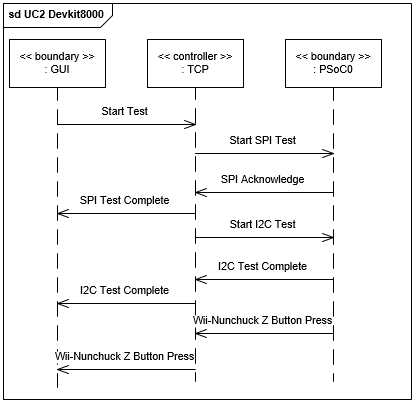 sd UC2 Devkit8000
<< boundary >>
: GUI
<< controller >>
: TCP
<< boundary >>
: PSoC0
Start Test
Start SPI Test
SPI Acknowledge
SPI Test Complete
Start I2C Test
I2C Test Complete
I2C Test Complete
Wii-Nunchuck Z Button Press
Wii-Nunchuck Z Button Press